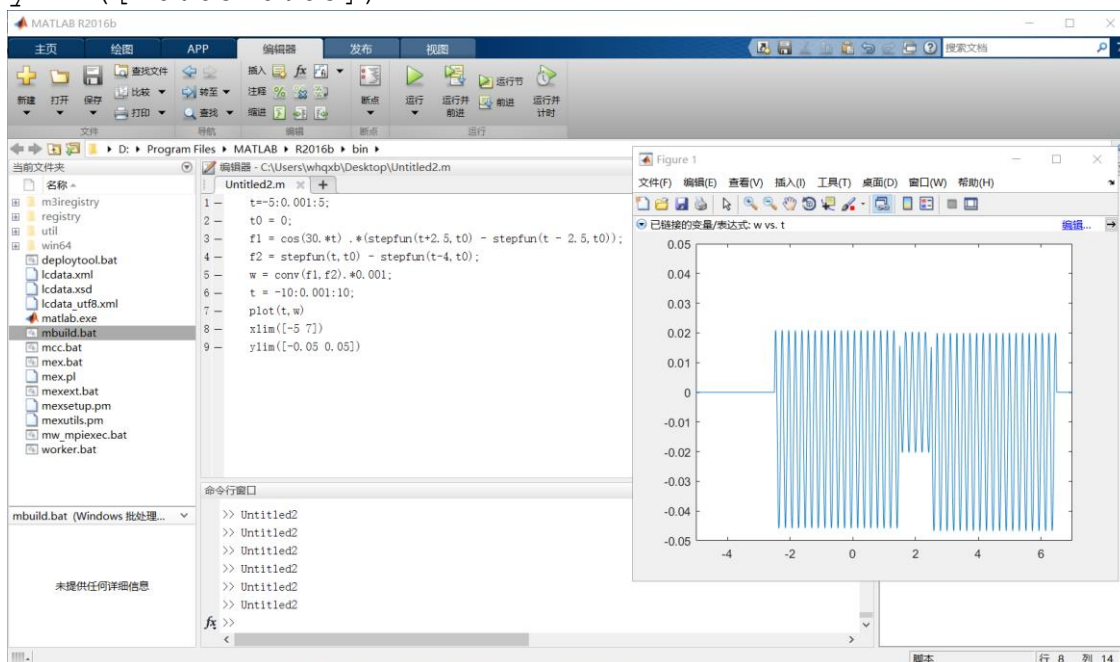 MATLAB R2016b
主页 绘图 APP 编辑器 发布 视图 搜索文档
查找文件 插入 fx
新建 打开 保存 比较 转至 注释 断点 运行 运行并前进 运行节 前进 运行并计时
打印 查找 缩进
文件 导航 编辑 断点 运行
D: ▸ Program Files ▸ MATLAB ▸ R2016b ▸ bin ▸
当前文件夹
名称
m3iregistry
registry
util
win64
deploytool.bat
lcdata.xml
lcdata.xsd
lcdata_utf8.xml
matlab.exe
mbuild.bat
mcc.bat
mex.bat
mex.pl
mexext.bat
mexsetup.pm
mexutils.pm
mw_mpiexec.bat
worker.bat
mbuild.bat (Windows 批处理...
未提供任何详细信息
编辑器 - C:\Users\whqxb\Desktop\Untitled2.m
Untitled2.m
1 — t=-5:0.001:5;
2 — t0 = 0;
3 — f1 = cos(30.*t) .*(stepfun(t+2.5,t0) - stepfun(t - 2.5,t0));
4 — f2 = stepfun(t,t0) - stepfun(t-4,t0);
5 — w = conv(f1,f2).*0.001;
6 — t = -10:0.001:10;
7 — plot(t,w)
8 — xlim([-5 7])
9 — ylim([-0.05 0.05])
命令行窗口
>> Untitled2
>> Untitled2
>> Untitled2
>> Untitled2
>> Untitled2
>> Untitled2
fx >>
Figure 1
文件(F) 编辑(E) 查看(V) 插入(I) 工具(T) 桌面(D) 窗口(W) 帮助(H)
已链接的变量/表达式: w vs. t 编辑...
0.05
0.04
0.03
0.02
0.01
0
-0.01
-0.02
-0.03
-0.04
-0.05
-4 -2 0 2 4 6
脚本 行 8 列 14